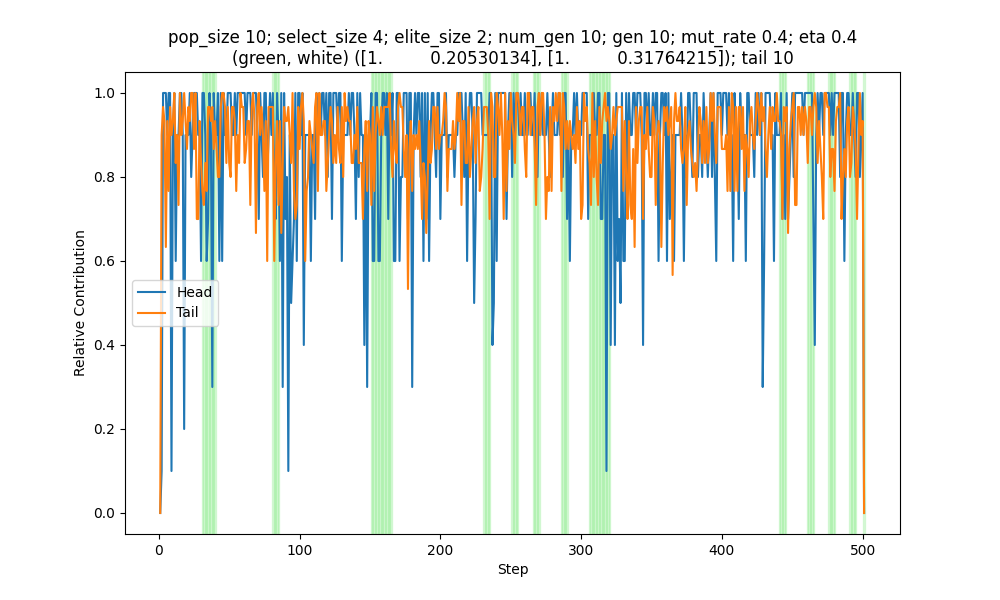 pop_size 10; select_size 4; elite_size 2; num_gen 10; gen 10; mut_rate 0.4; eta 0.4
(green, white) ([1. 0.20530134], [1. 0.31764215]); tail 10
1.0
0.8
0.6
0.4
0.2
0.0
Relative Contribution
Head
Tail
0 100 200 300 400 500
Step